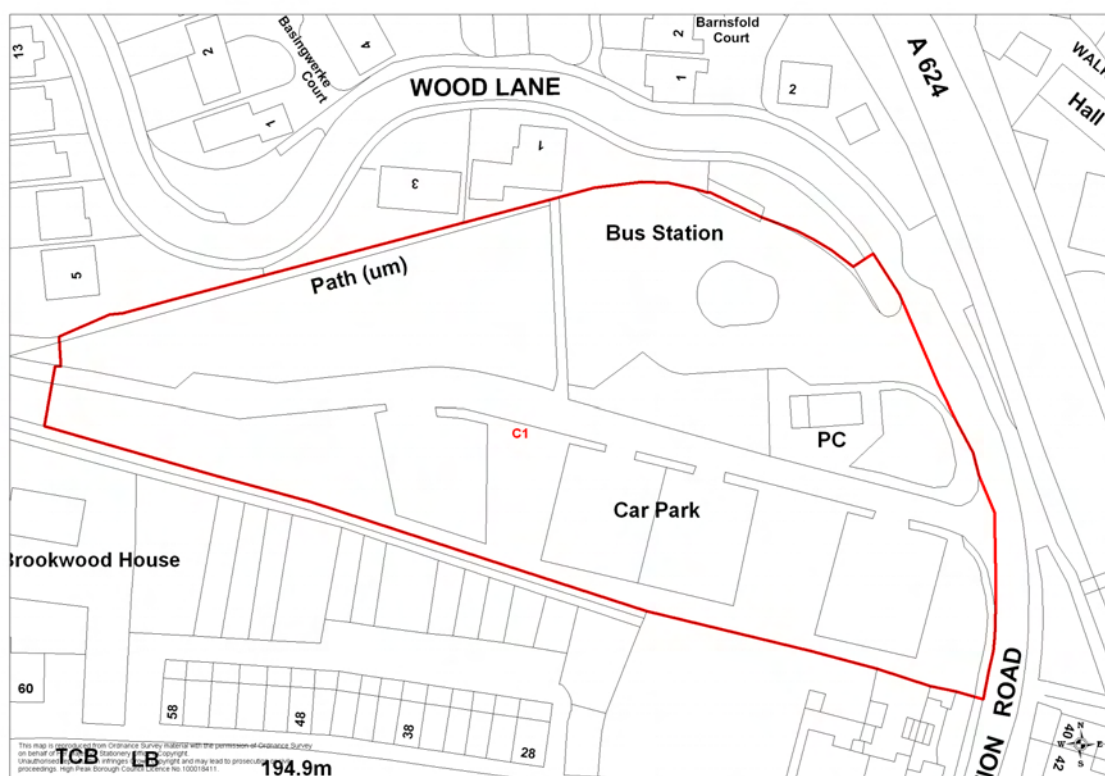 13
2
Basingwerke
Court
4
1
WOOD LANE
2
Barnsfold
Court
1
2
A 624
Hall
1
3
5
Path (um)
Bus Station
C1
PC
Car Park
Brookwood House
60
58
48
38
28
TCB
LB
194.9m
ROAD
40
42
N
W
E
S
This map is reproduced from Ordnance Survey material with the permission of Ordnance Survey
proceedings. High Peak Borough Council Licence No.100018411.